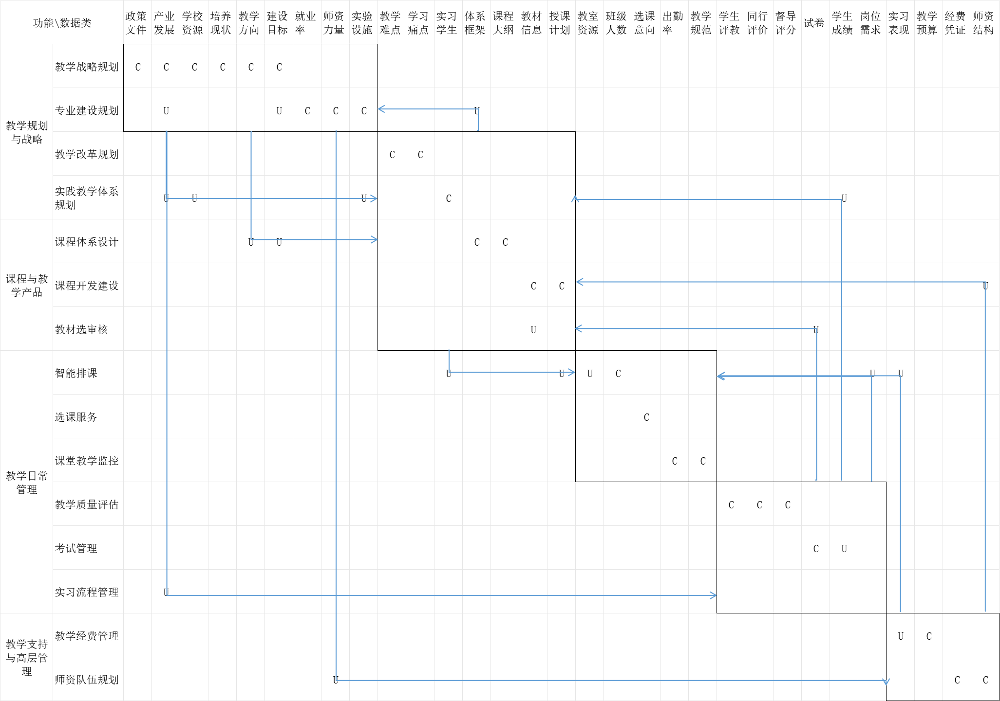 功能\数据类 政策文件 产业发展 学校资源 培养现状 教学方向 建设目标 就业率 师资力量 实验设施 教学难点 学习痛点 实习学生 体系框架 课程大纲 教材信息 授课计划 教室资源 班级人数 选课意向 出勤率 教学规范 学生评教 同行评价 督导评分 试卷 学生成绩 岗位需求 实习表现 教学预算 经费凭证 师资结构
教学规划与战略
教学战略规划 C C C C C C
专业建设规划 U U C C C U
教学改革规划 C C
实践教学体系规划 U U U C U
课程与教学产品
课程体系设计 U U C C
课程开发建设 C C U
教材选审核 U U
教学日常管理
智能排课 U U U C U U
选课服务 C
课堂教学监控 C C
教学质量评估 C C C
考试管理 C U
实习流程管理 U
教学支持与高层管理
教学经费管理 U C
师资队伍规划 U C C